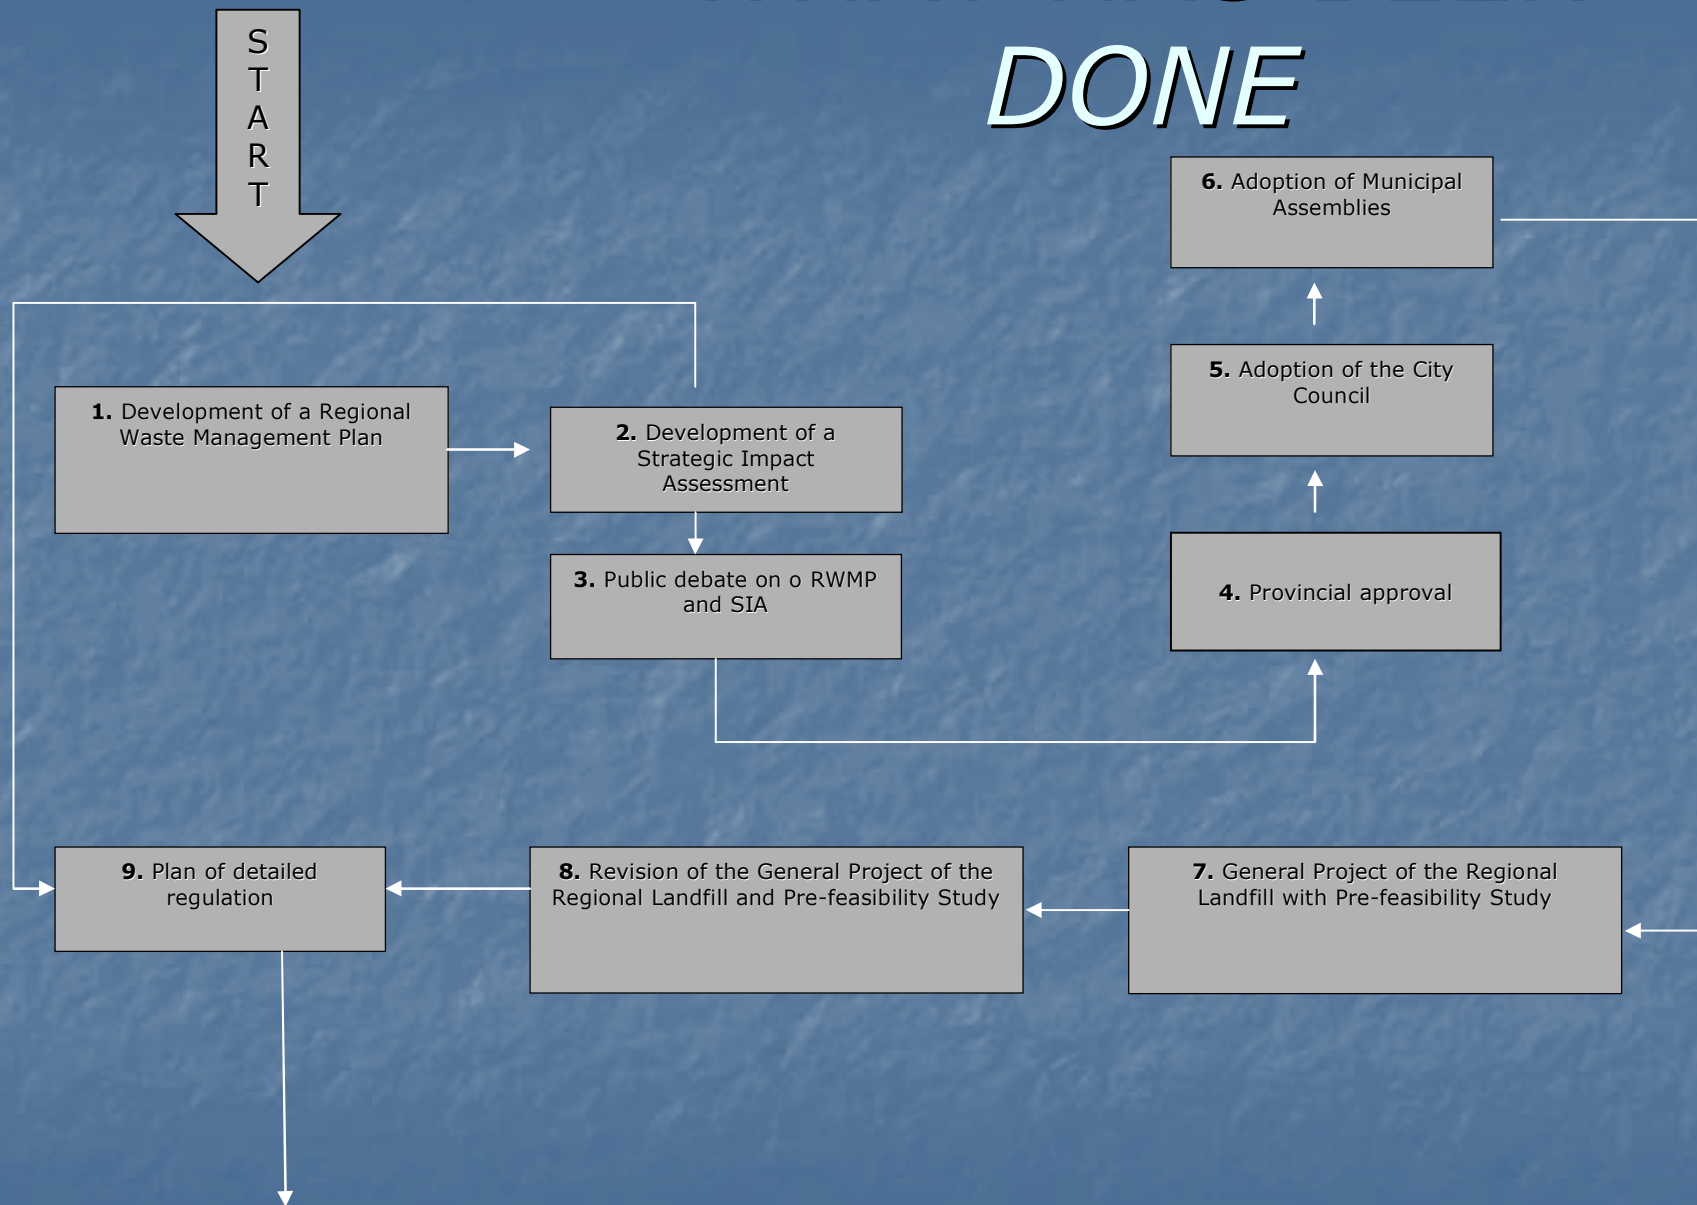 DONE
S
T
A
R
T
6. Adoption of Municipal
Assemblies
5. Adoption of the City
Council
1. Development of a Regional
Waste Management Plan
2. Development of a
Strategic Impact
Assessment
3. Public debate on o RWMP
and SIA
4. Provincial approval
9. Plan of detailed
regulation
8. Revision of the General Project of the
Regional Landfill and Pre-feasibility Study
7. General Project of the Regional
Landfill with Pre-feasibility Study